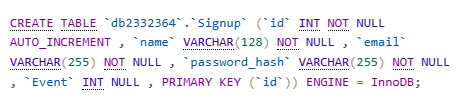 CREATE TABLE `db2332364`.`Signup` (`id` INT NOT NULL
AUTO_INCREMENT , `name` VARCHAR(128) NOT NULL , `email`
VARCHAR(255) NOT NULL , `password_hash` VARCHAR(255) NOT NULL
, `Event` INT NULL , PRIMARY KEY (`id`)) ENGINE = InnoDB;